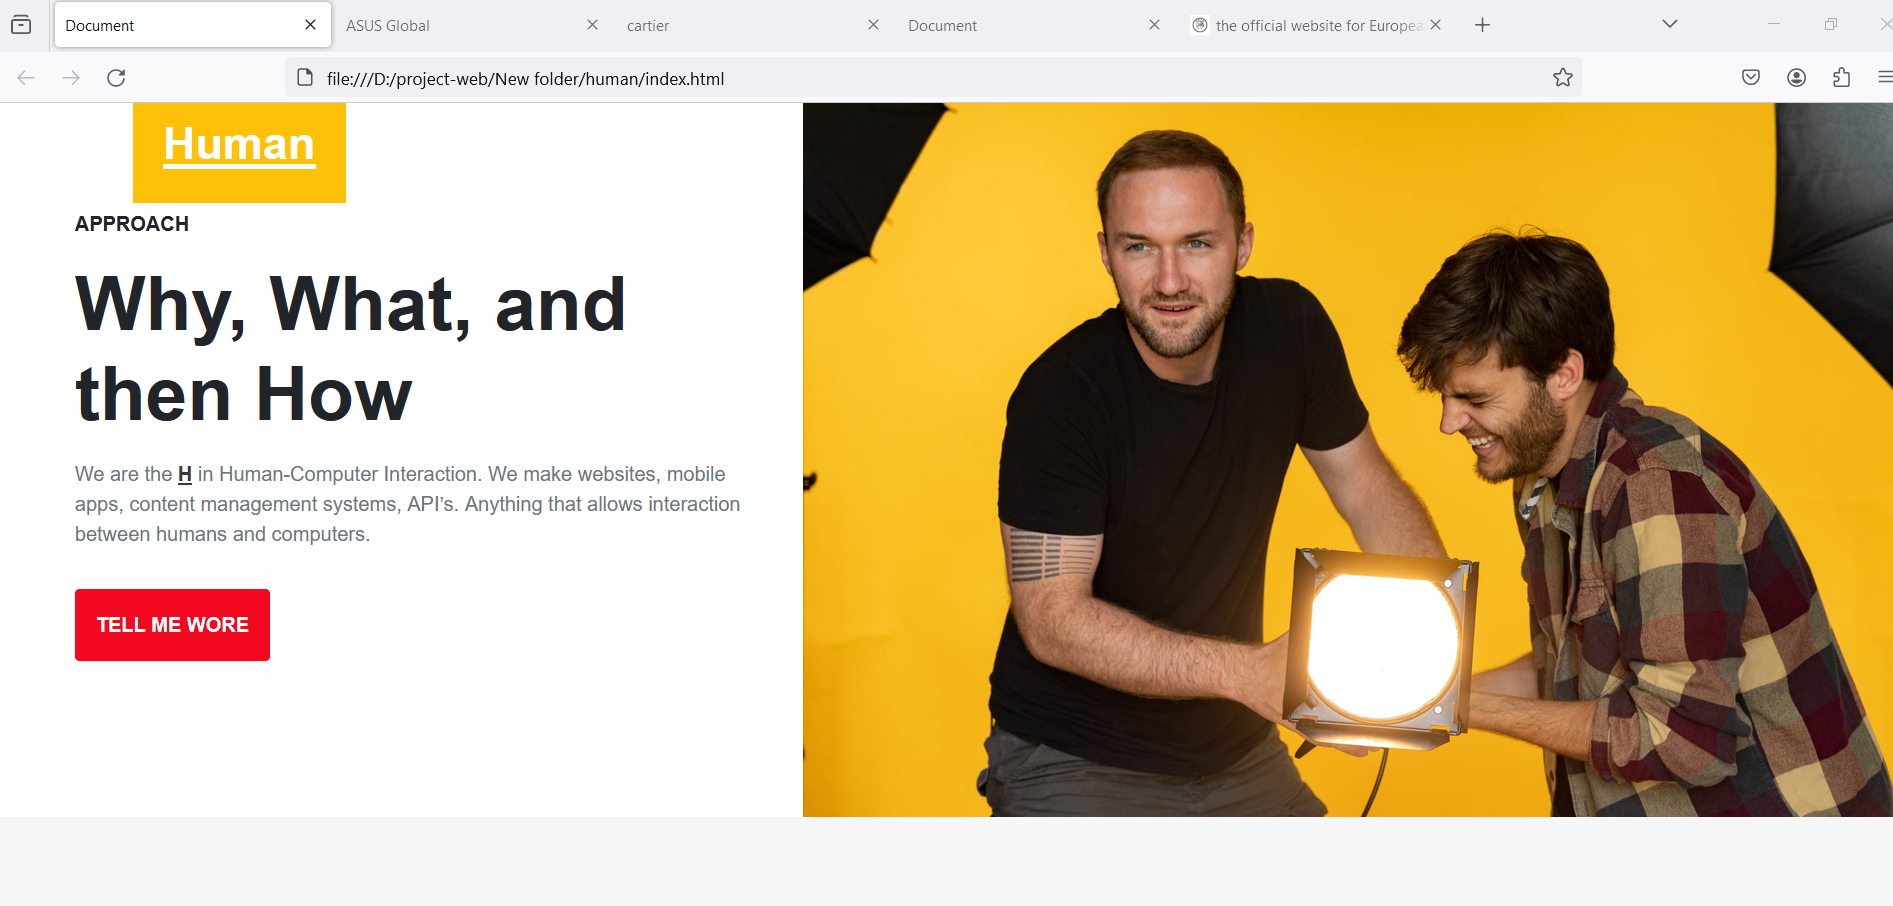 Document
ASUS Global
cartier
Document
the official website for Europea
file:///D:/project-web/New folder/human/index.html
Human
APPROACH
Why, What, and
then How
We are the H in Human-Computer Interaction. We make websites, mobile
apps, content management systems, API’s. Anything that allows interaction
between humans and computers.
TELL ME WORE